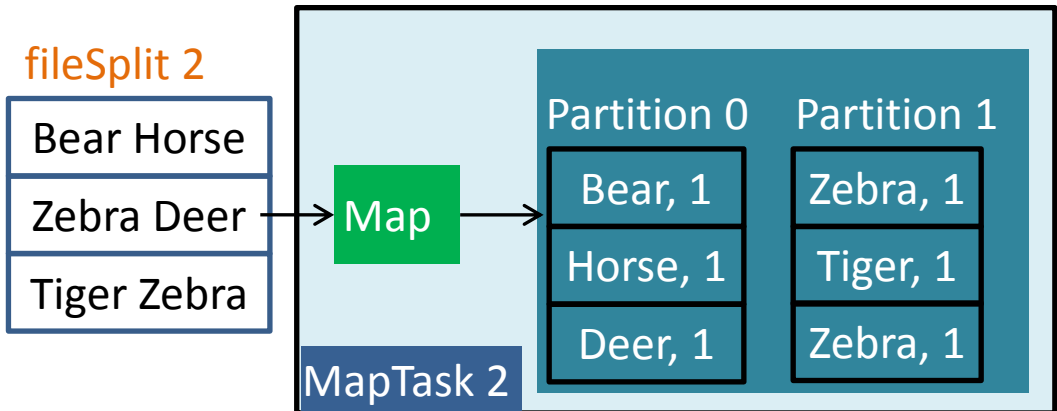 fileSplit 2
Bear Horse
Zebra Deer
Tiger Zebra
Map
MapTask 2
Partition 0
Bear, 1
Horse, 1
Deer, 1
Partition 1
Zebra, 1
Tiger, 1
Zebra, 1